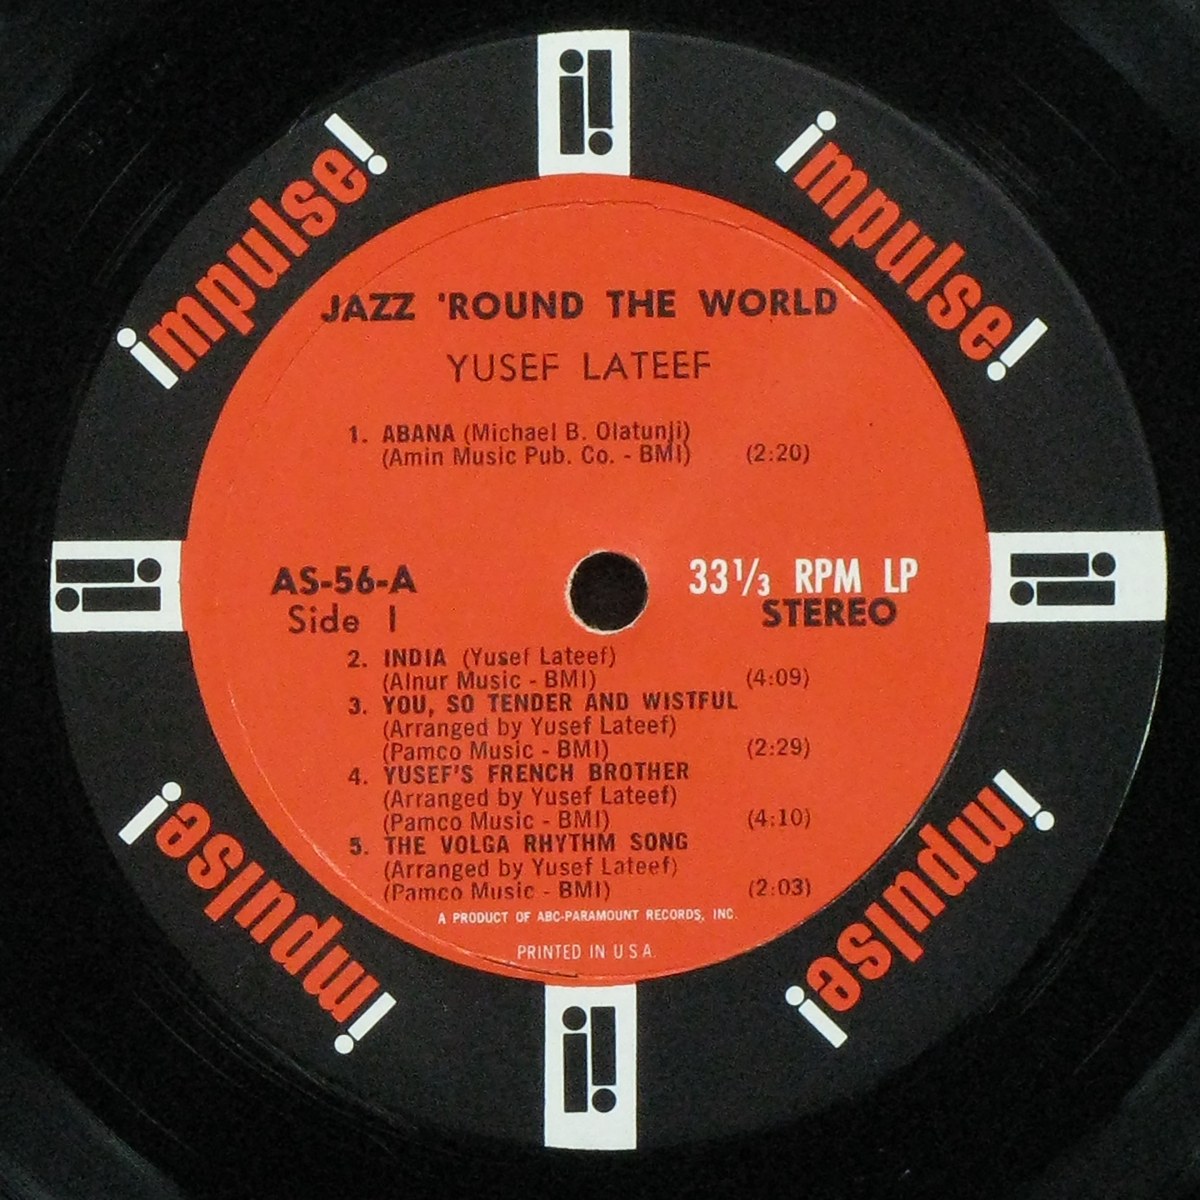 impulse!
impulse!
JAZZ 'ROUND THE WORLD
YUSEF LATEEF
1. ABANA (Michael B. Olatunji)
(Amin Music Pub. Co. - BMI) (2:20)
AS-56-A
Side 1
33 1/3 RPM LP
STEREO
2. INDIA (Yusef Lateef)
(Alnur Music - BMI) (4:09)
3. YOU, SO TENDER AND WISTFUL
(Arranged by Yusef Lateef)
(Pamco Music - BMI) (2:29)
4. YUSEF'S FRENCH BROTHER
(Arranged by Yusef Lateef)
(Pamco Music - BMI) (4:10)
5. THE VOLGA RHYTHM SONG
(Arranged by Yusef Lateef)
(Pamco Music - BMI) (2:03)
A PRODUCT OF ABC-PARAMOUNT RECORDS, INC.
PRINTED IN U.S.A.
impulse!
impulse!